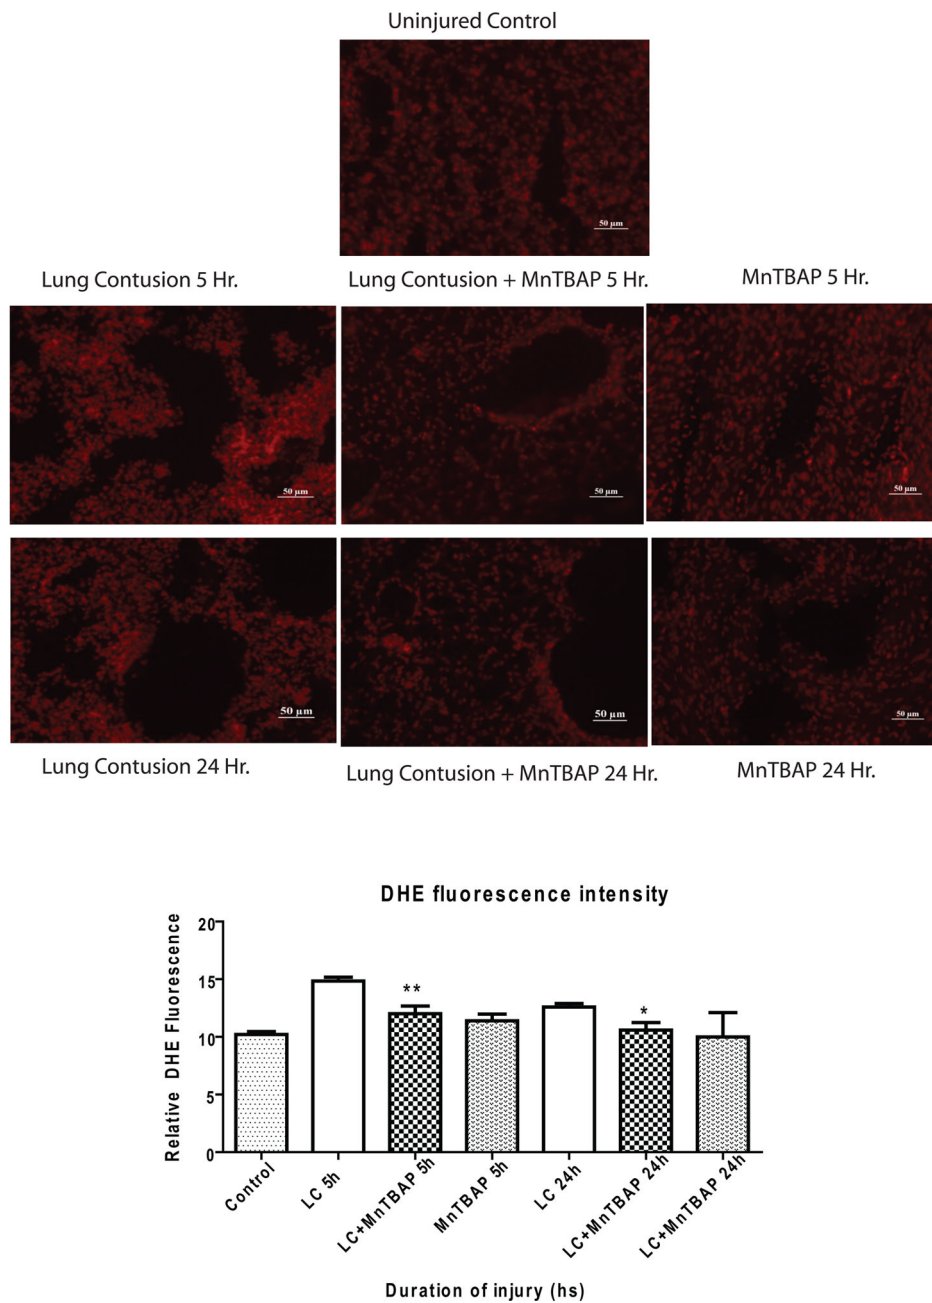 Uninjured Control
50 µm
Lung Contusion 5 Hr.
Lung Contusion + MnTBAP 5 Hr.
MnTBAP 5 Hr.
50 µm
50 µm
50 µm
50 µm
50 µm
50 µm
Lung Contusion 24 Hr.
Lung Contusion + MnTBAP 24 Hr.
MnTBAP 24 Hr.
DHE fluorescence intensity
Relative DHE Fluorescence
20
15
10
5
0
**
*
Control
LC 5h
LC+MnTBAP 5h
MnTBAP 5h
LC 24h
LC+MnTBAP 24h
LC+MnTBAP 24h
Duration of injury (hs)